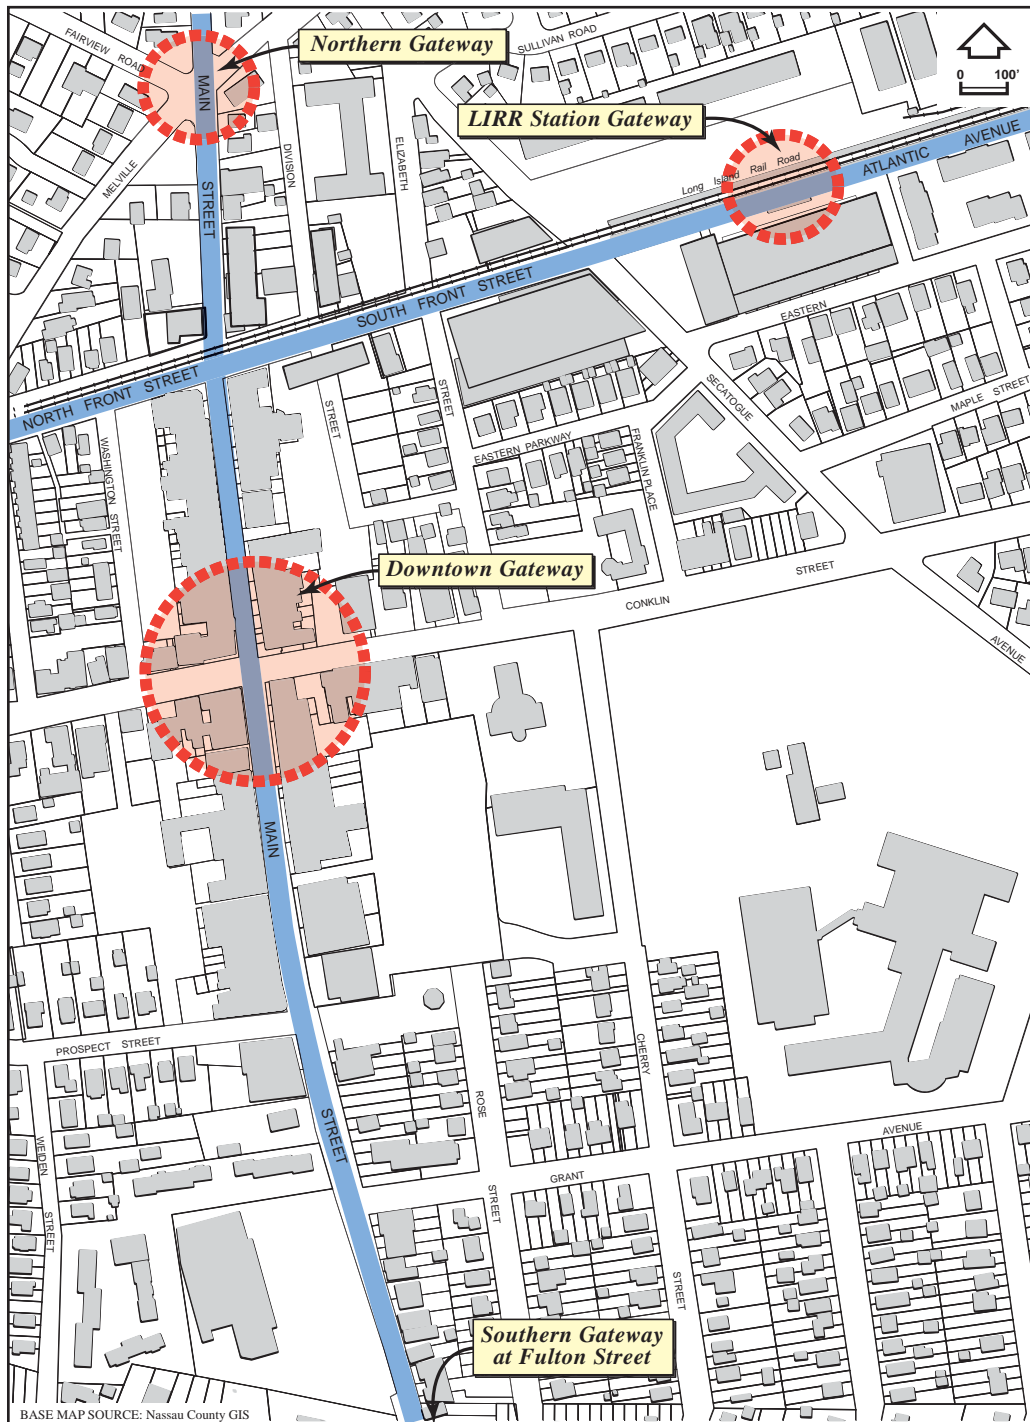 FAIRVIEW ROAD
Northern Gateway
SULLIVAN ROAD
0 100'
MAIN
LIRR Station Gateway
ATLANTIC AVENUE
Long Island Rail Road
MELVILLE
DIVISION
ELIZABETH
STREET
SOUTH FRONT STREET
EASTERN
NORTH FRONT STREET
SECATOGUE
MAPLE STREET
STREET
STREET
WASHINGTON STREET
EASTERN PARKWAY
FRANKLIN PLACE
Downtown Gateway
STREET
CONKLIN
AVENUE
MAIN
PROSPECT STREET
CHERRY
ROSE
STREET
AVENUE
WEIDEN
GRANT
STREET
STREET
STREET
Southern Gateway
at Fulton Street
BASE MAP SOURCE: Nassau County GIS